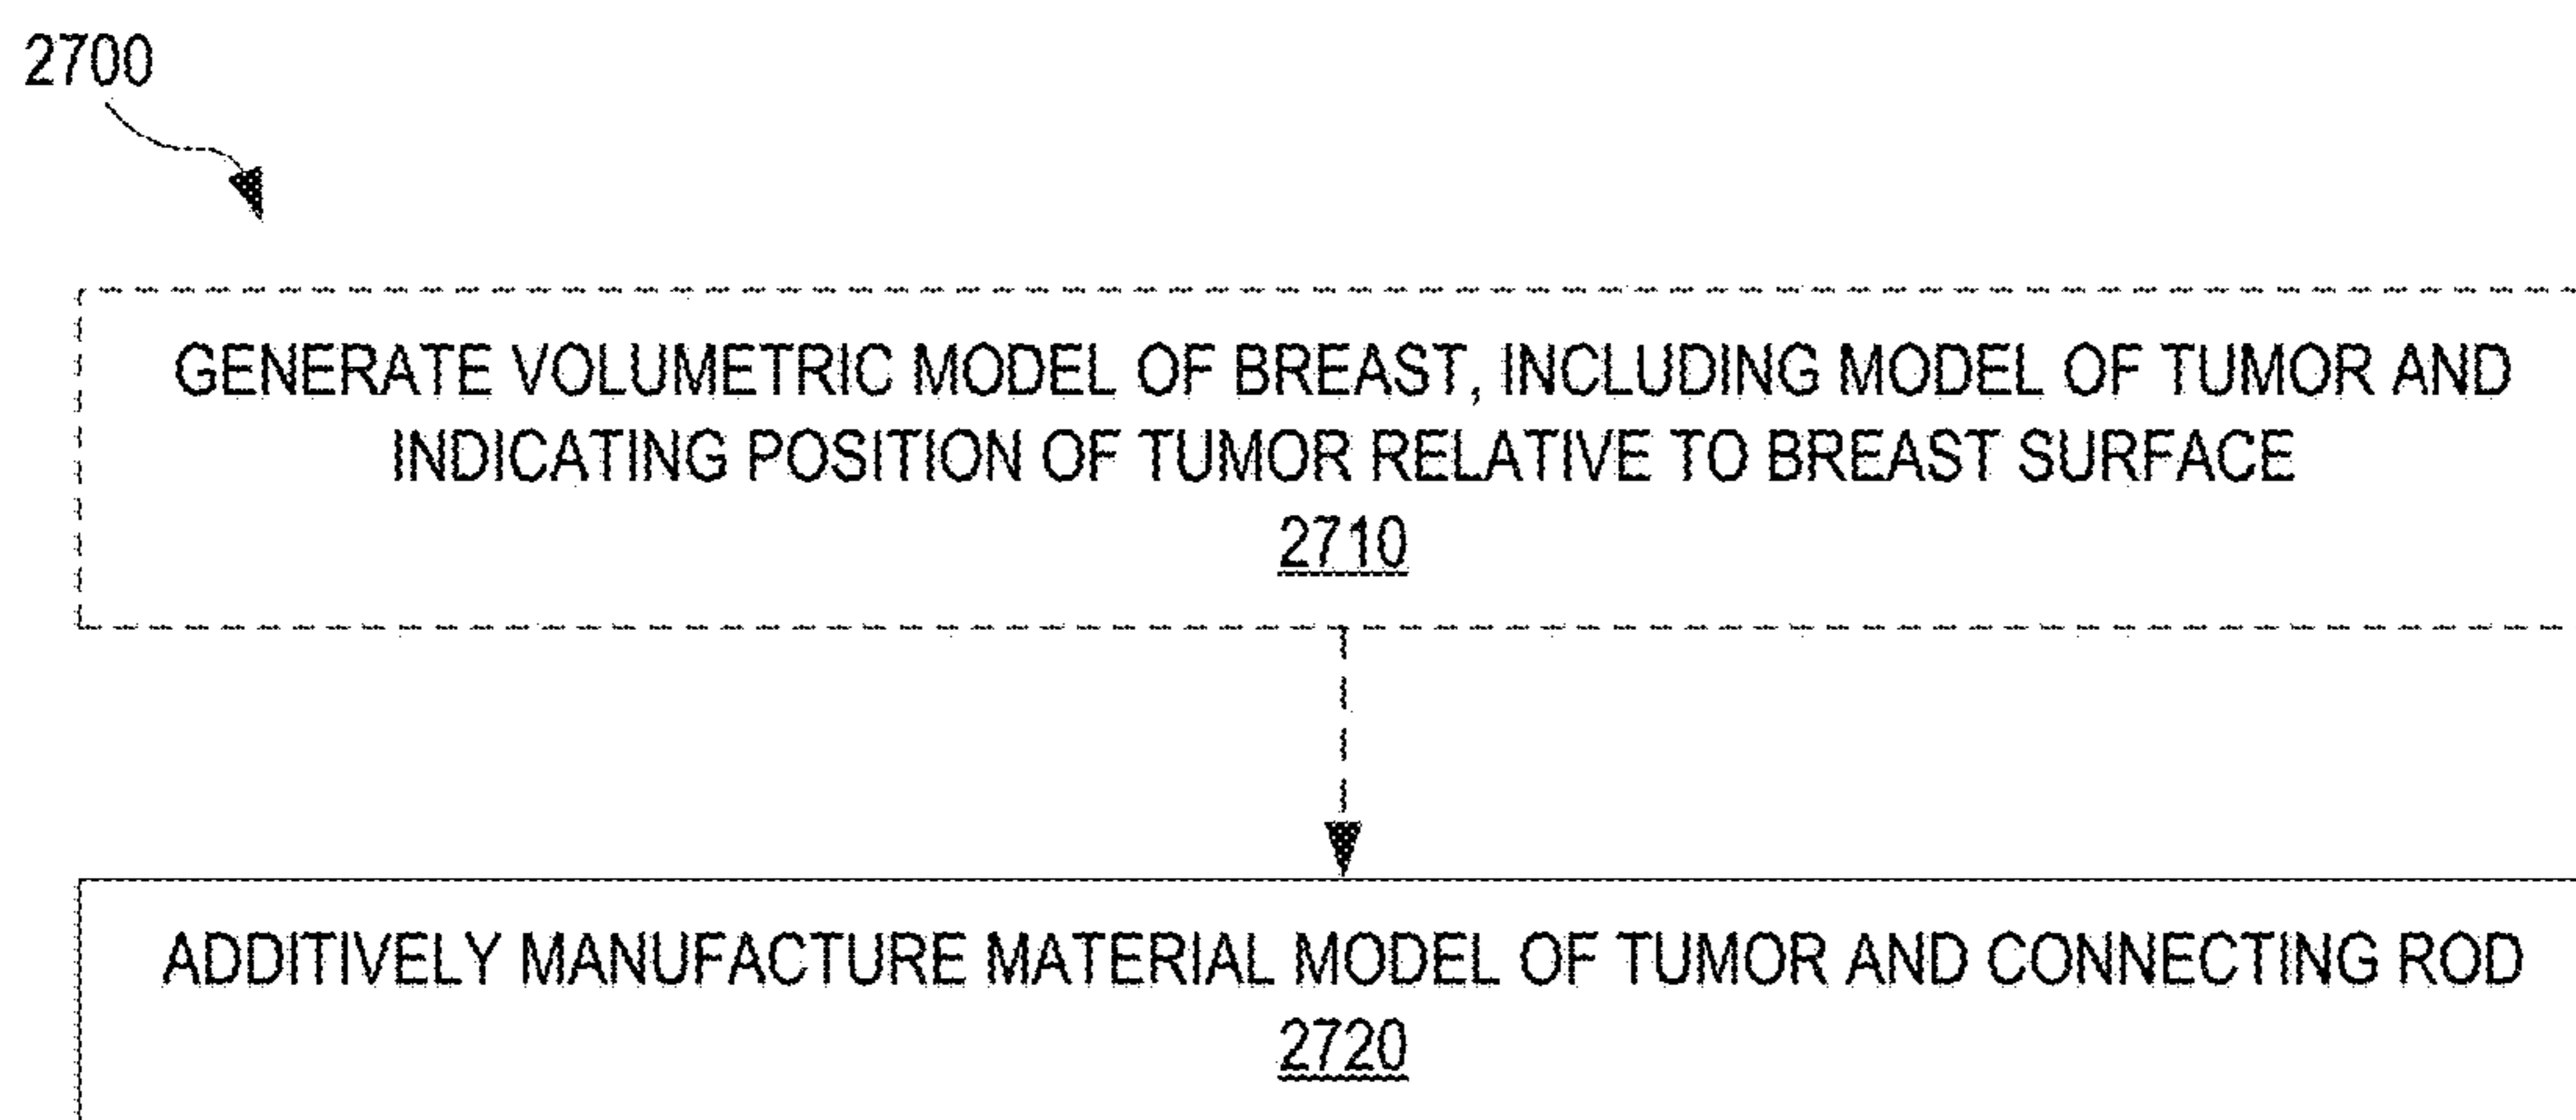 2700
GENERATE VOLUMETRIC MODEL OF BREAST, INCLUDING MODEL OF TUMOR AND
INDICATING POSITION OF TUMOR RELATIVE TO BREAST SURFACE
2710
ADDITIVELY MANUFACTURE MATERIAL MODEL OF TUMOR AND CONNECTING ROD
2720